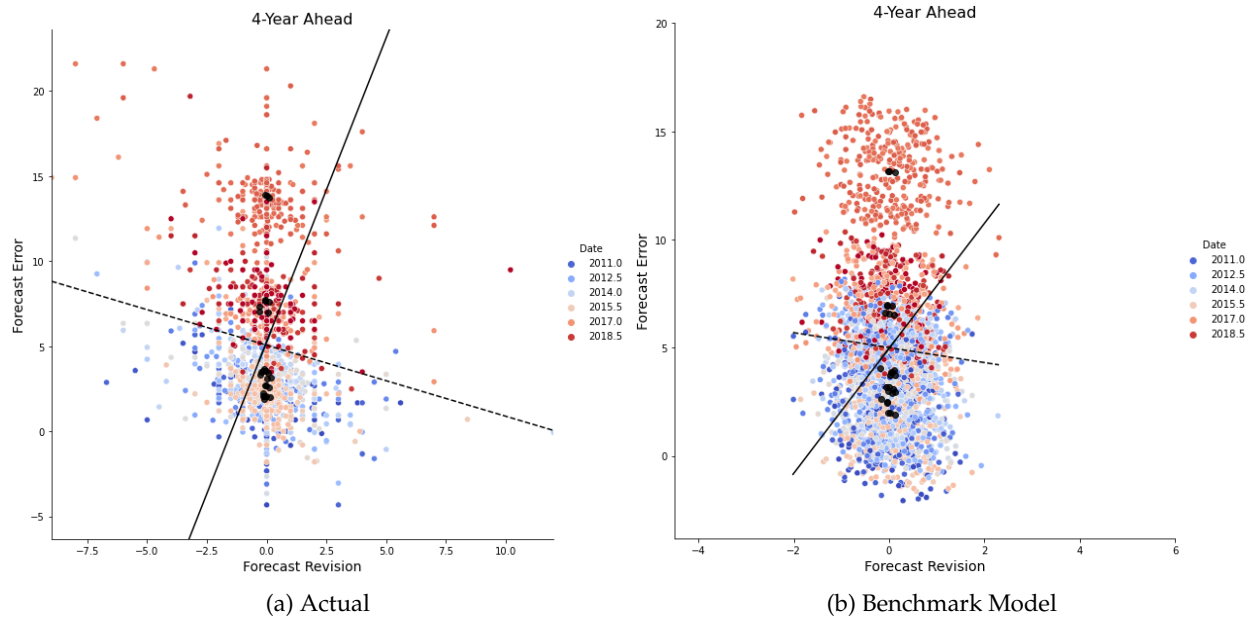 4-Year Ahead
20
15
10
5
0
−5
Forecast Error
−7.5 −5.0 −2.5 0.0 2.5 5.0 7.5 10.0
Forecast Revision
Date
2011.0
2012.5
2014.0
2015.5
2017.0
2018.5
(a) Actual
4-Year Ahead
20
15
10
5
0
Forecast Error
−4 −2 0 2 4 6
Forecast Revision
Date
2011.0
2012.5
2014.0
2015.5
2017.0
2018.5
(b) Benchmark Model